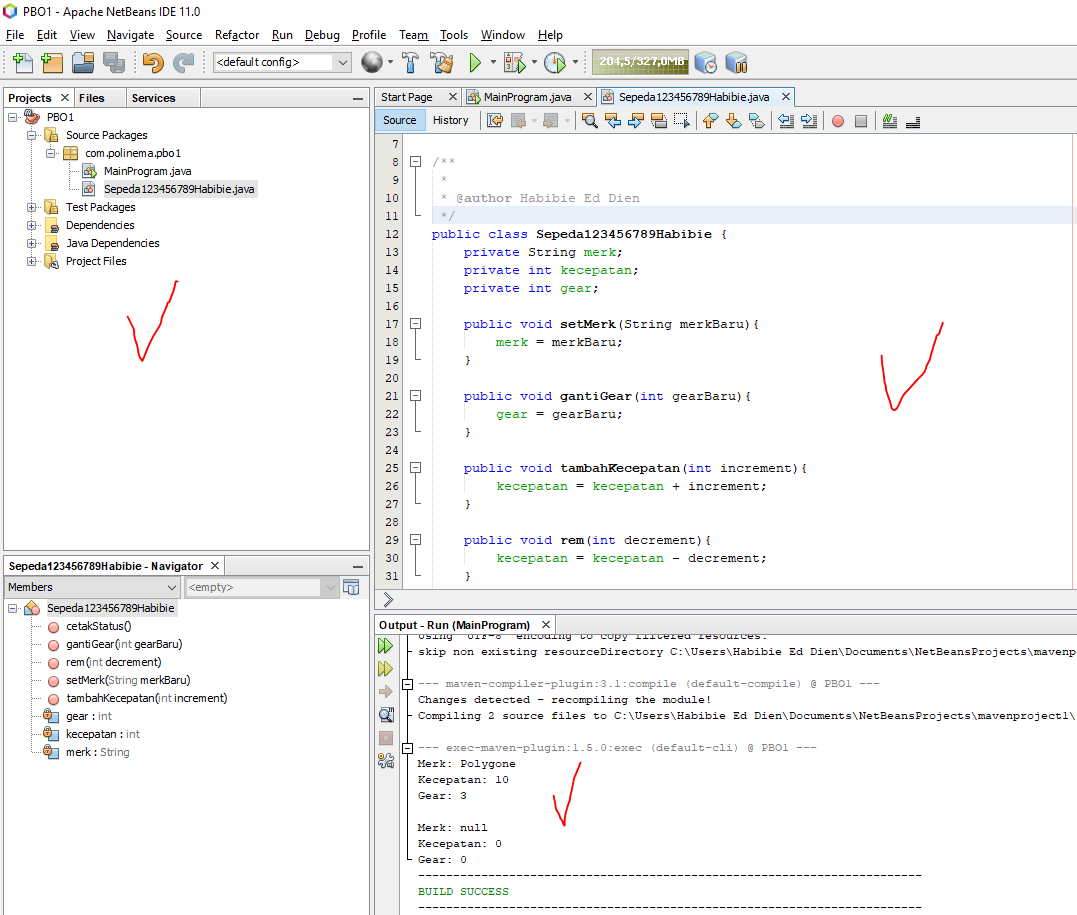 PBO1 - Apache NetBeans IDE 11.0
File Edit View Navigate Source Refactor Run Debug Profile Team Tools Window Help
<default config>
204,5/327,0MB
Projects Files Services
PBO1
Source Packages
com.polinema.pbo1
MainProgram.java
Sepeda123456789Habibie.java
Test Packages
Dependencies
Java Dependencies
Project Files
Start Page MainProgram.java Sepeda123456789Habibie.java
Source History
7
8 /**
9 *
10 * @author Habibie Ed Dien
11 */
12 public class Sepeda123456789Habibie {
13 private String merk;
14 private int kecepatan;
15 private int gear;
16
17 public void setMerk(String merkBaru){
18 merk = merkBaru;
19 }
20
21 public void gantiGear(int gearBaru){
22 gear = gearBaru;
23 }
24
25 public void tambahKecepatan(int increment){
26 kecepatan = kecepatan + increment;
27 }
28
29 public void rem(int decrement){
30 kecepatan = kecepatan - decrement;
31 }
Sepeda123456789Habibie - Navigator
Members <empty>
Sepeda123456789Habibie
cetakStatus()
gantiGear(int gearBaru)
rem(int decrement)
setMerk(String merkBaru)
tambahKecepatan(int increment)
gear : int
kecepatan : int
merk : String
Output - Run (MainProgram)
Using 'UTF-8' encoding to copy filtered resources.
skip non existing resourceDirectory C:\Users\Habibie Ed Dien\Documents\NetBeansProjects\mavenp
--- maven-compiler-plugin:3.1:compile (default-compile) @ PBO1 ---
Changes detected - recompiling the module!
Compiling 2 source files to C:\Users\Habibie Ed Dien\Documents\NetBeansProjects\mavenproject1\
--- exec-maven-plugin:1.5.0:exec (default-cli) @ PBO1 ---
Merk: Polygone
Kecepatan: 10
Gear: 3
Merk: null
Kecepatan: 0
Gear: 0
------------------------------------------------------------------------
BUILD SUCCESS
------------------------------------------------------------------------